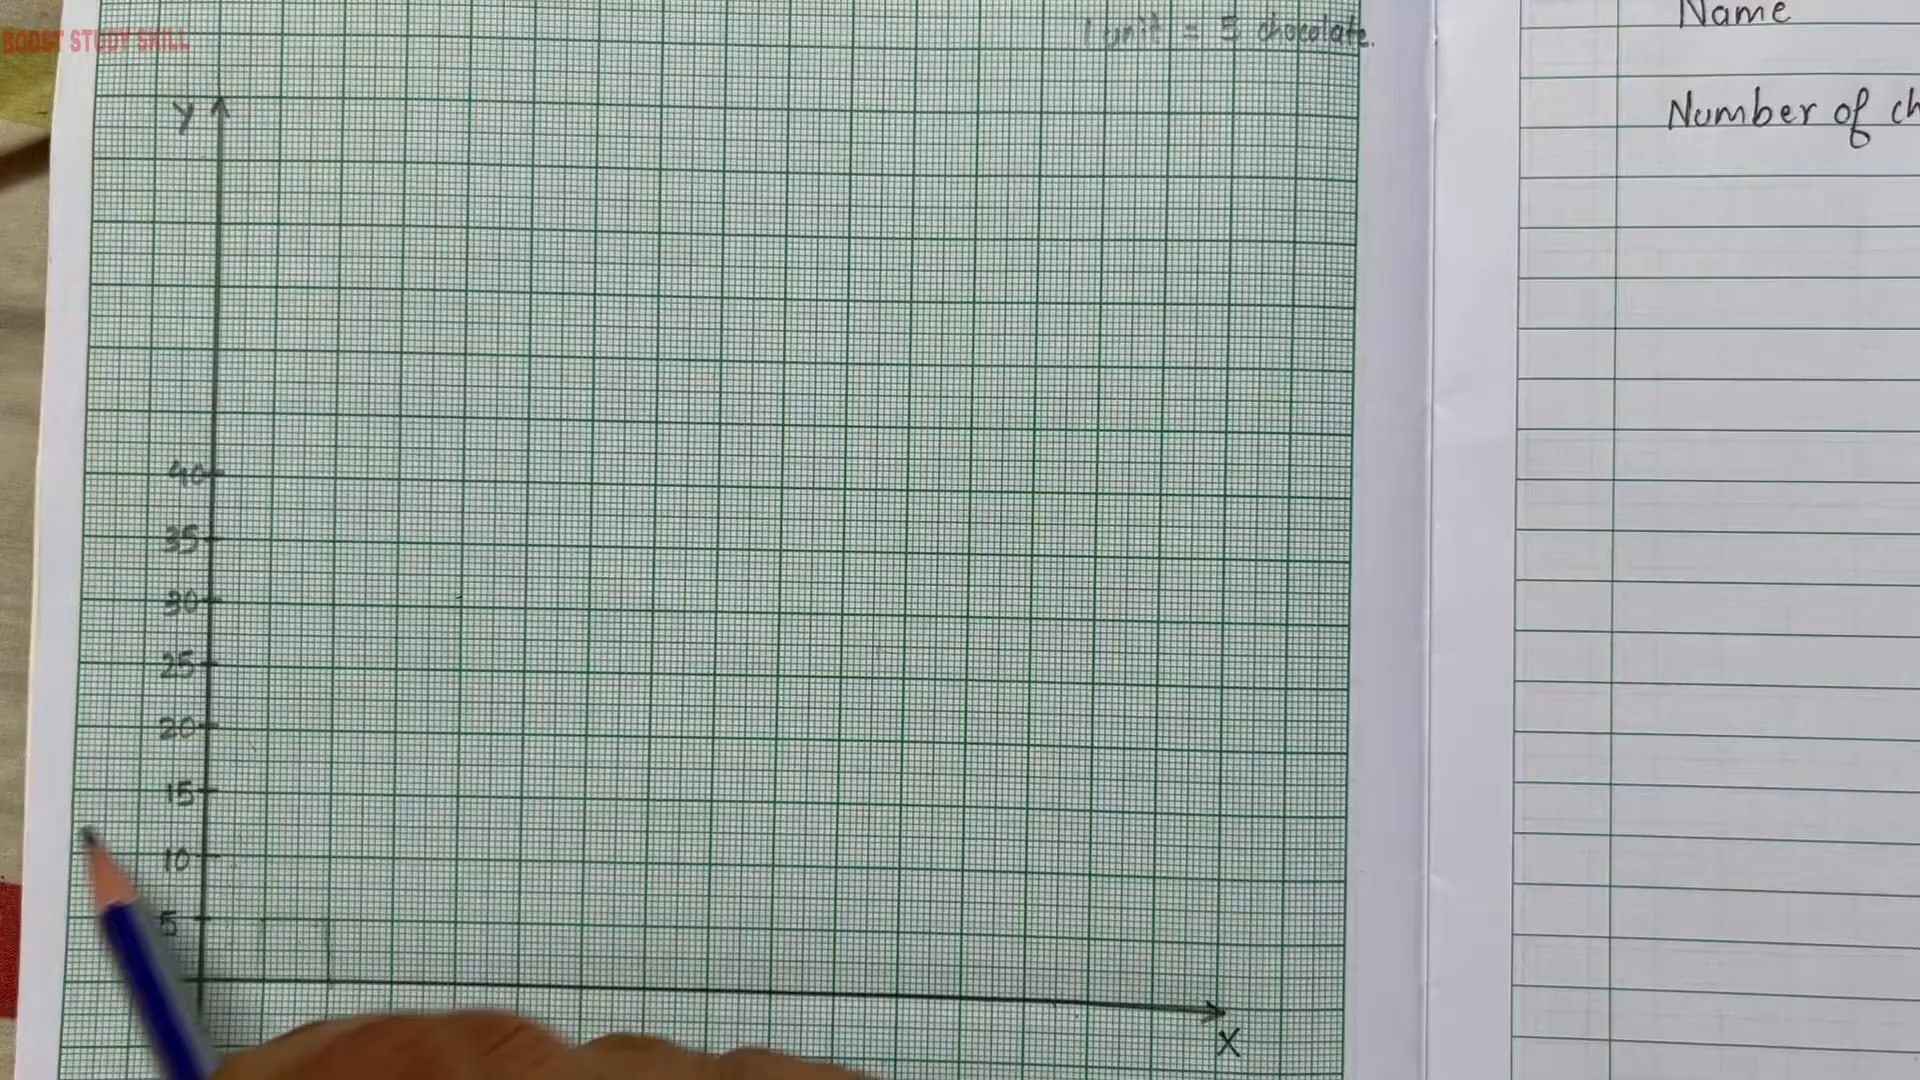 BOOST STUDY SKILL
1 unit = 5 chocolate.
Y
40
35
30
25
20
15
10
5
X
Name
Number of ch